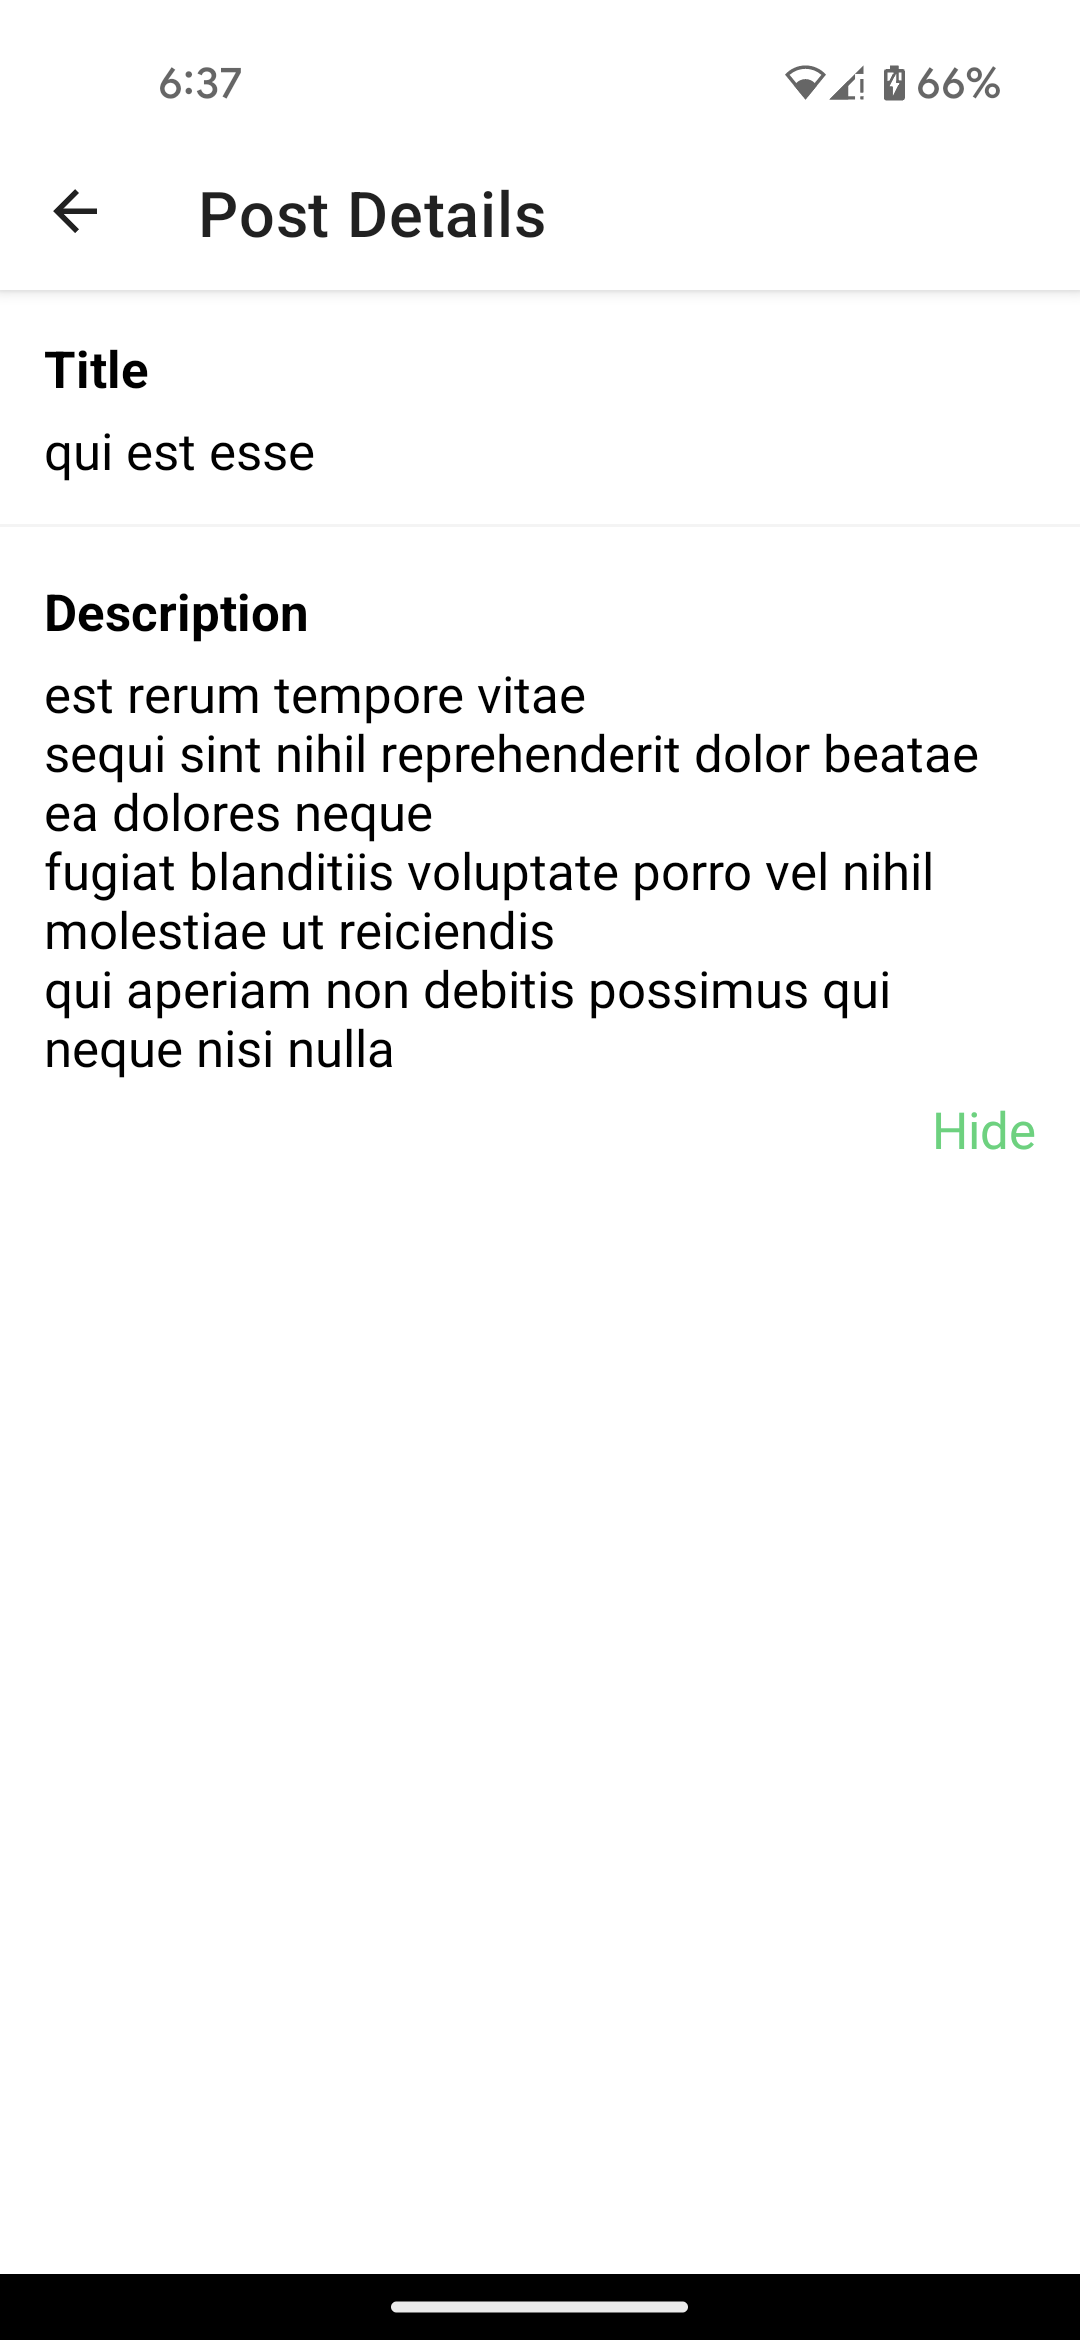 6:37
66%
Post Details
Title
qui est esse
Description
est rerum tempore vitae
sequi sint nihil reprehenderit dolor beatae
ea dolores neque
fugiat blanditiis voluptate porro vel nihil
molestiae ut reiciendis
qui aperiam non debitis possimus qui
neque nisi nulla
Hide